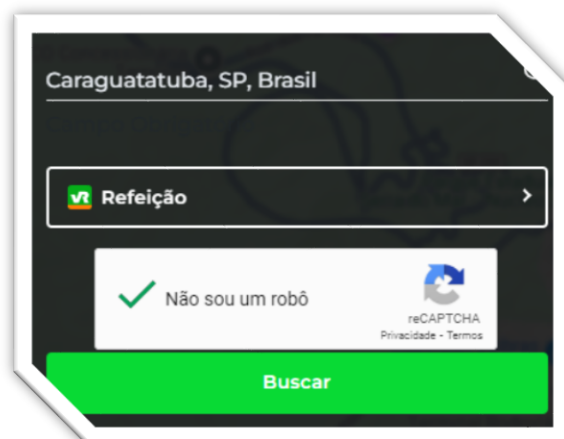 Caraguatatuba, SP, Brasil
VR Refeição
Não sou um robô
reCAPTCHA
Privacidade - Termos
Buscar